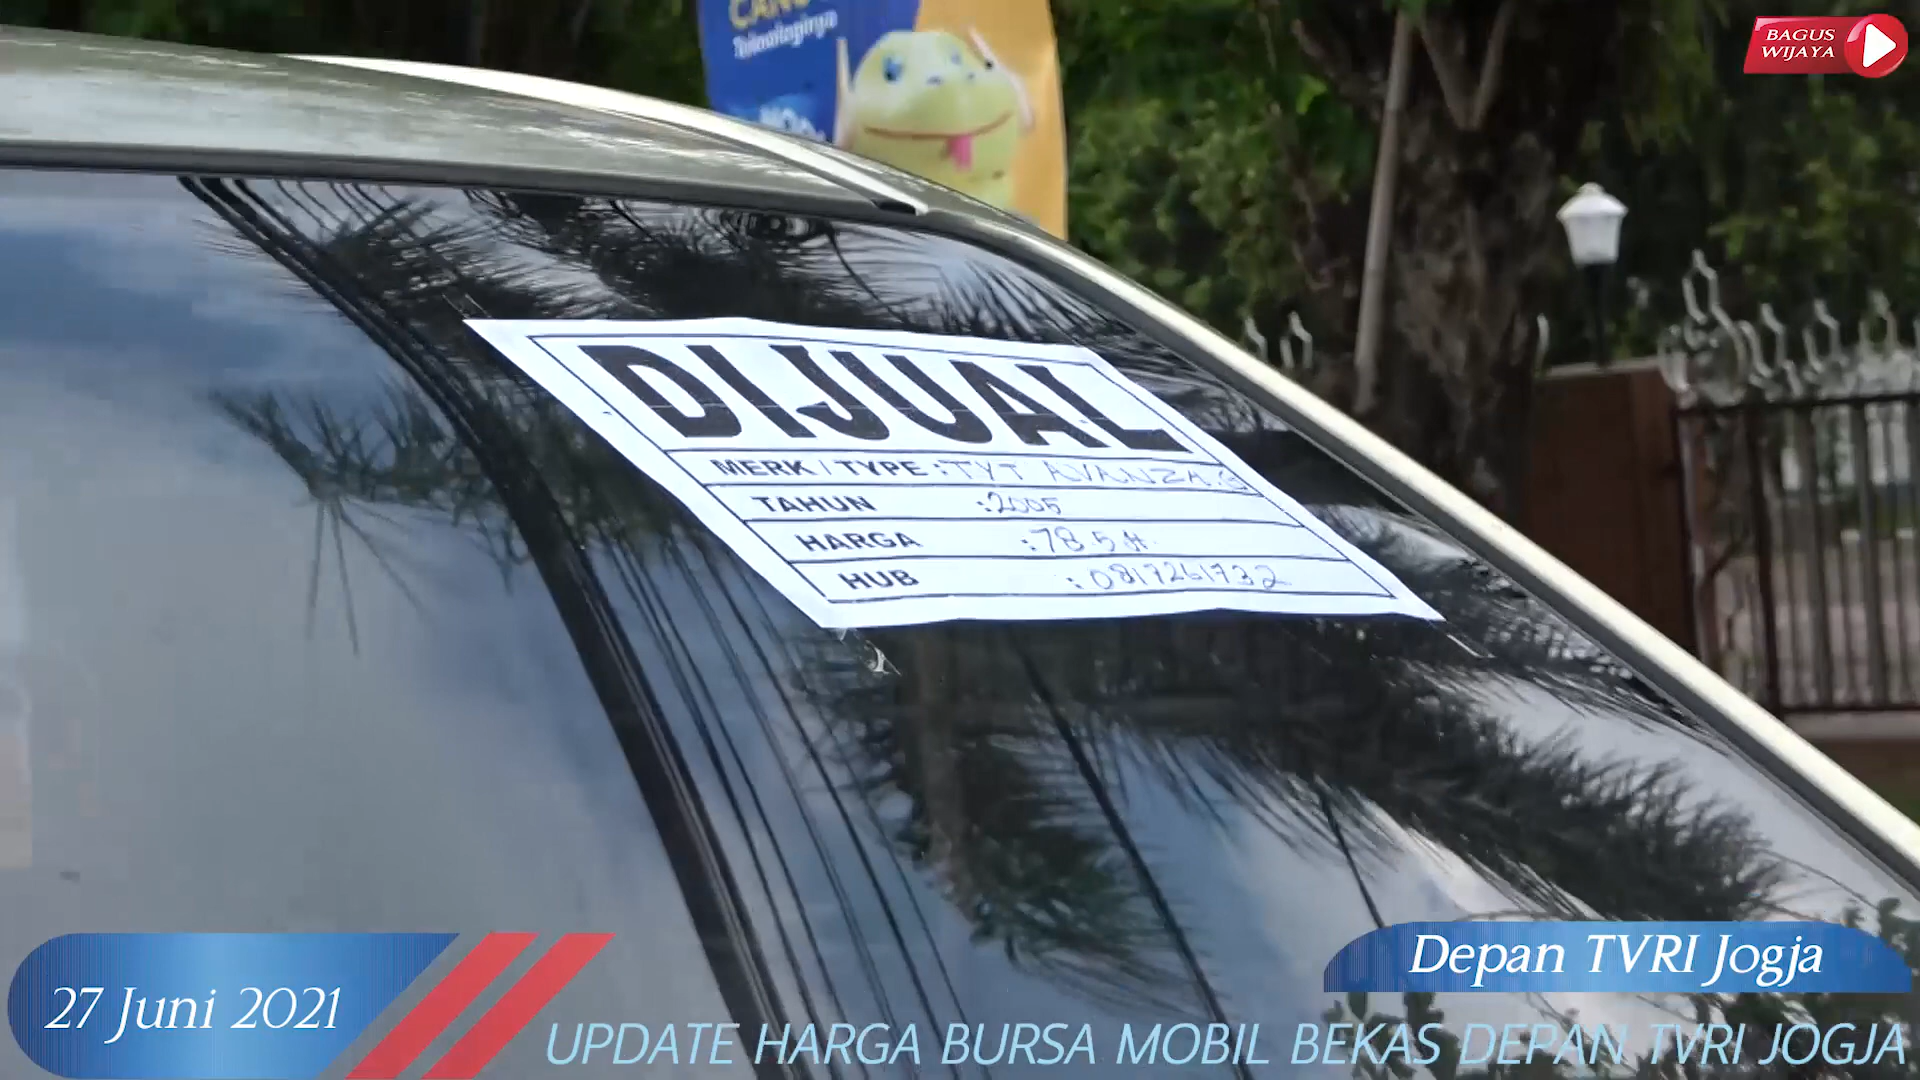 BAGUS
WIJAYA
DIJUAL
MERK / TYPE : TYT AVANZA.G
TAHUN : 2005
HARGA : 78.5 jt.
HUB : 0817261732
27 Juni 2021
Depan TVRI Jogja
UPDATE HARGA BURSA MOBIL BEKAS DEPAN TVRI JOGJA